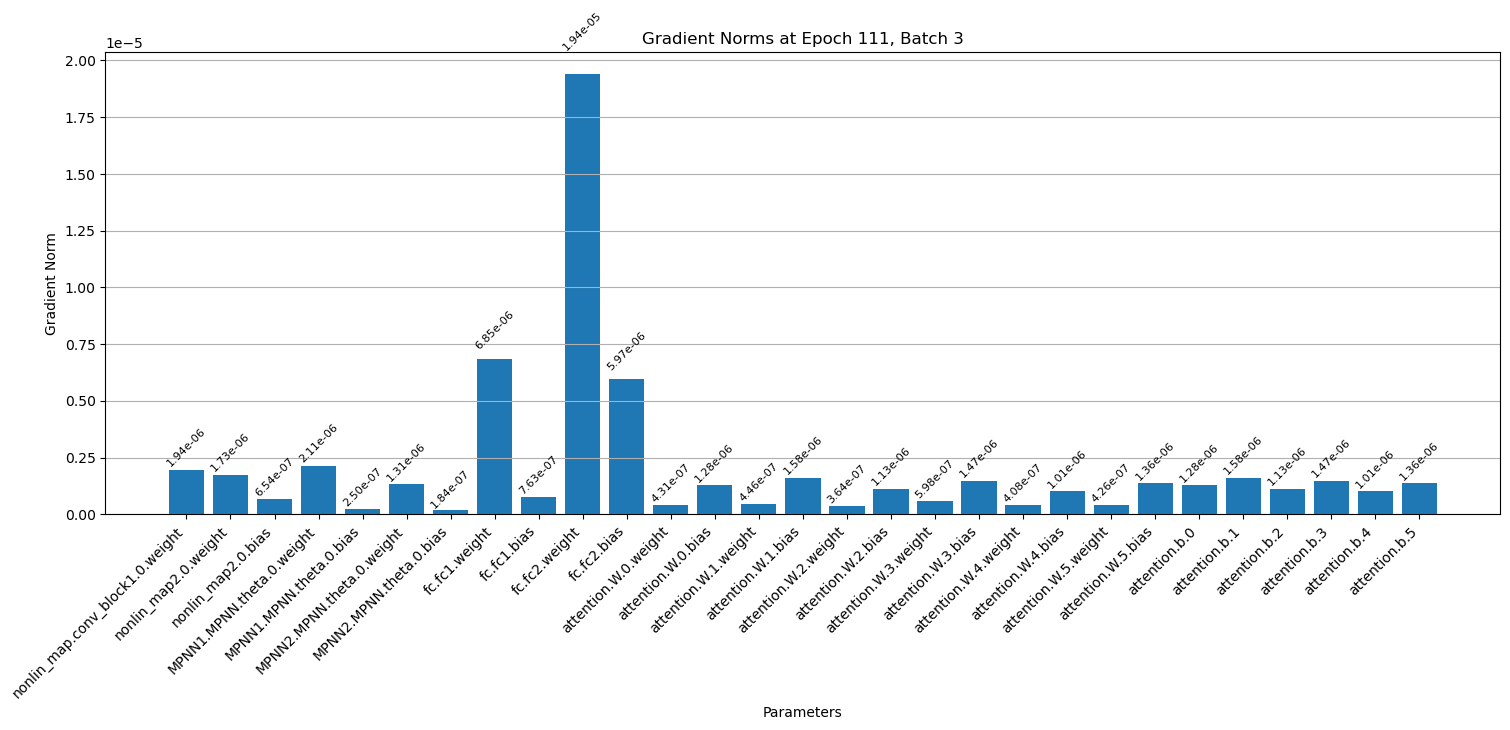 Gradient Norms at Epoch 111, Batch 3
1e−5
2.00
1.75
1.50
1.25
1.00
0.75
0.50
0.25
0.00
Gradient Norm
1.94e-06
1.73e-06
6.54e-07
2.11e-06
2.50e-07
1.31e-06
1.84e-07
6.85e-06
7.63e-07
1.94e-05
5.97e-06
4.31e-07
1.28e-06
4.46e-07
1.58e-06
3.64e-07
1.13e-06
5.98e-07
1.47e-06
4.08e-07
1.01e-06
4.26e-07
1.36e-06
1.28e-06
1.58e-06
1.13e-06
1.47e-06
1.01e-06
1.36e-06
nonlin_map.conv_block1.0.weight
nonlin_map2.0.weight
nonlin_map2.0.bias
MPNN1.MPNN.theta.0.weight
MPNN1.MPNN.theta.0.bias
MPNN2.MPNN.theta.0.weight
MPNN2.MPNN.theta.0.bias
fc.fc1.weight
fc.fc1.bias
fc.fc2.weight
fc.fc2.bias
attention.W.0.weight
attention.W.0.bias
attention.W.1.weight
attention.W.1.bias
attention.W.2.weight
attention.W.2.bias
attention.W.3.weight
attention.W.3.bias
attention.W.4.weight
attention.W.4.bias
attention.W.5.weight
attention.W.5.bias
attention.b.0
attention.b.1
attention.b.2
attention.b.3
attention.b.4
attention.b.5
Parameters